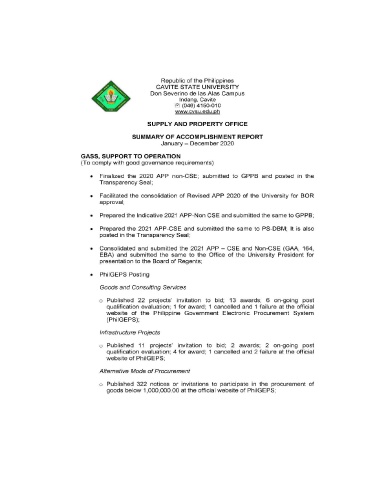 Republic of the Philippines
CAVITE STATE UNIVERSITY
Don Severino de las Alas Campus
Indang, Cavite
(046) 4150-010
www.cvsu.edu.ph
SUPPLY AND PROPERTY OFFICE
SUMMARY OF ACCOMPLISHMENT REPORT
January – December 2020
GASS, SUPPORT TO OPERATION
(To comply with good governance requirements)
• Finalized the 2020 APP non-CSE; submitted to GPPB and posted in the
Transparency Seal;
• Facilitated the consolidation of Revised APP 2020 of the University for BOR
approval;
• Prepared the Indicative 2021 APP-Non CSE and submitted the same to GPPB;
• Prepared the 2021 APP-CSE and submitted the same to PS-DBM; It is also
posted in the Transparency Seal;
• Consolidated and submitted the 2021 APP – CSE and Non-CSE (GAA, 164,
EBA) and submitted the same to the Office of the University President for
presentation to the Board of Regents;
• PhilGEPS Posting
Goods and Consulting Services
o Published 22 projects' invitation to bid; 13 awards; 6 on-going post
qualification evaluation; 1 for award; 1 cancelled and 1 failure at the official
website of the Philippine Government Electronic Procurement System
(PhilGEPS);
Infrastructure Projects
o Published 11 projects' invitation to bid; 2 awards; 2 on-going post
qualification evaluation; 4 for award; 1 cancelled and 2 failure at the official
website of PhilGEPS;
Alternative Mode of Procurement
o Published 322 notices or invitations to participate in the procurement of
goods below 1,000,000.00 at the official website of PhilGEPS;